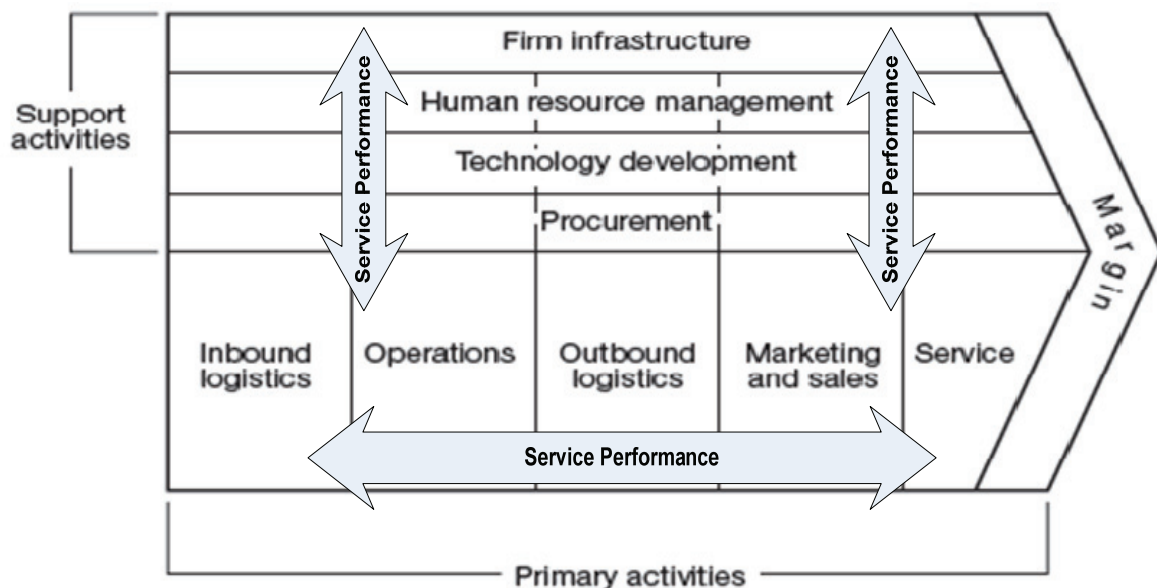 Firm infrastructure
Support
activities
Human resource management
Technology development
Procurement
Service Performance
Service Performance
Margin
Inbound
logistics
Operations
Outbound
logistics
Marketing
and sales
Service
Service Performance
Primary activities